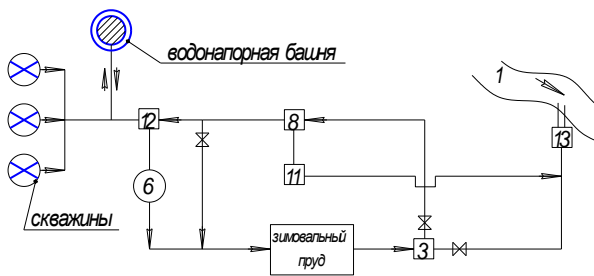 водонапорная башня
1
12
8
13
6
11
скважины
зимовальный
пруд
3